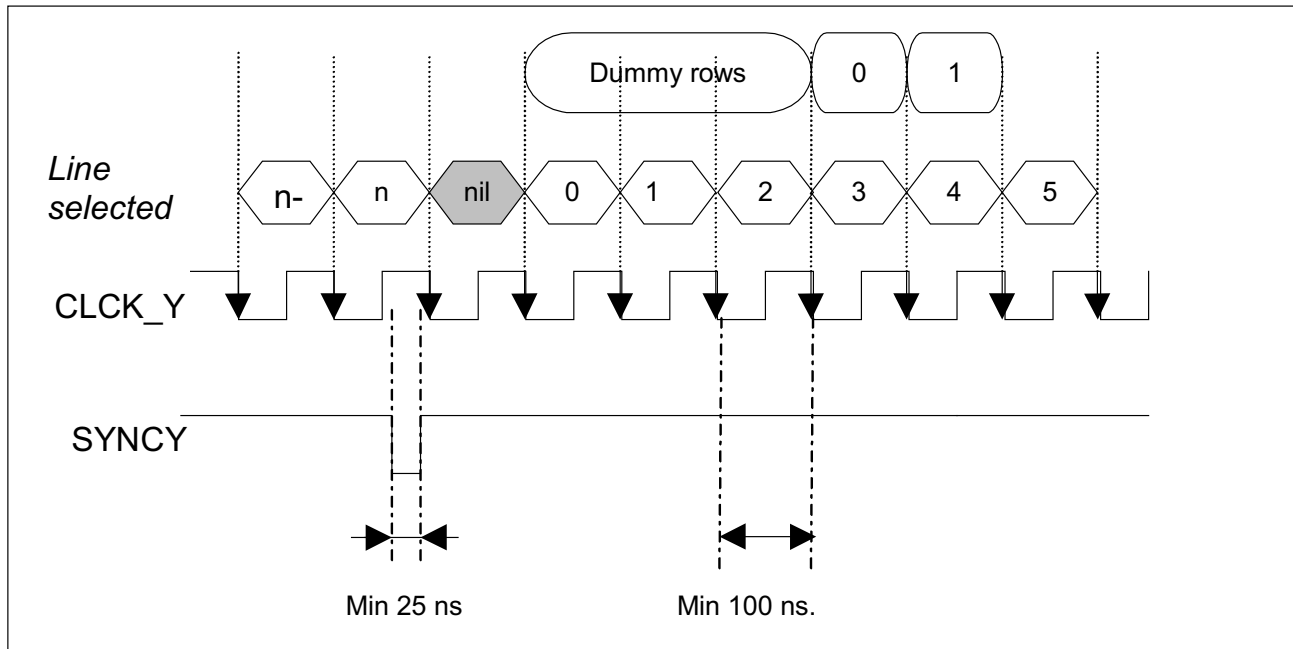 Dummy rows 0 1
Line
selected
n- n nil 0 1 2 3 4 5
CLCK_Y
SYNCY
Min 25 ns Min 100 ns.